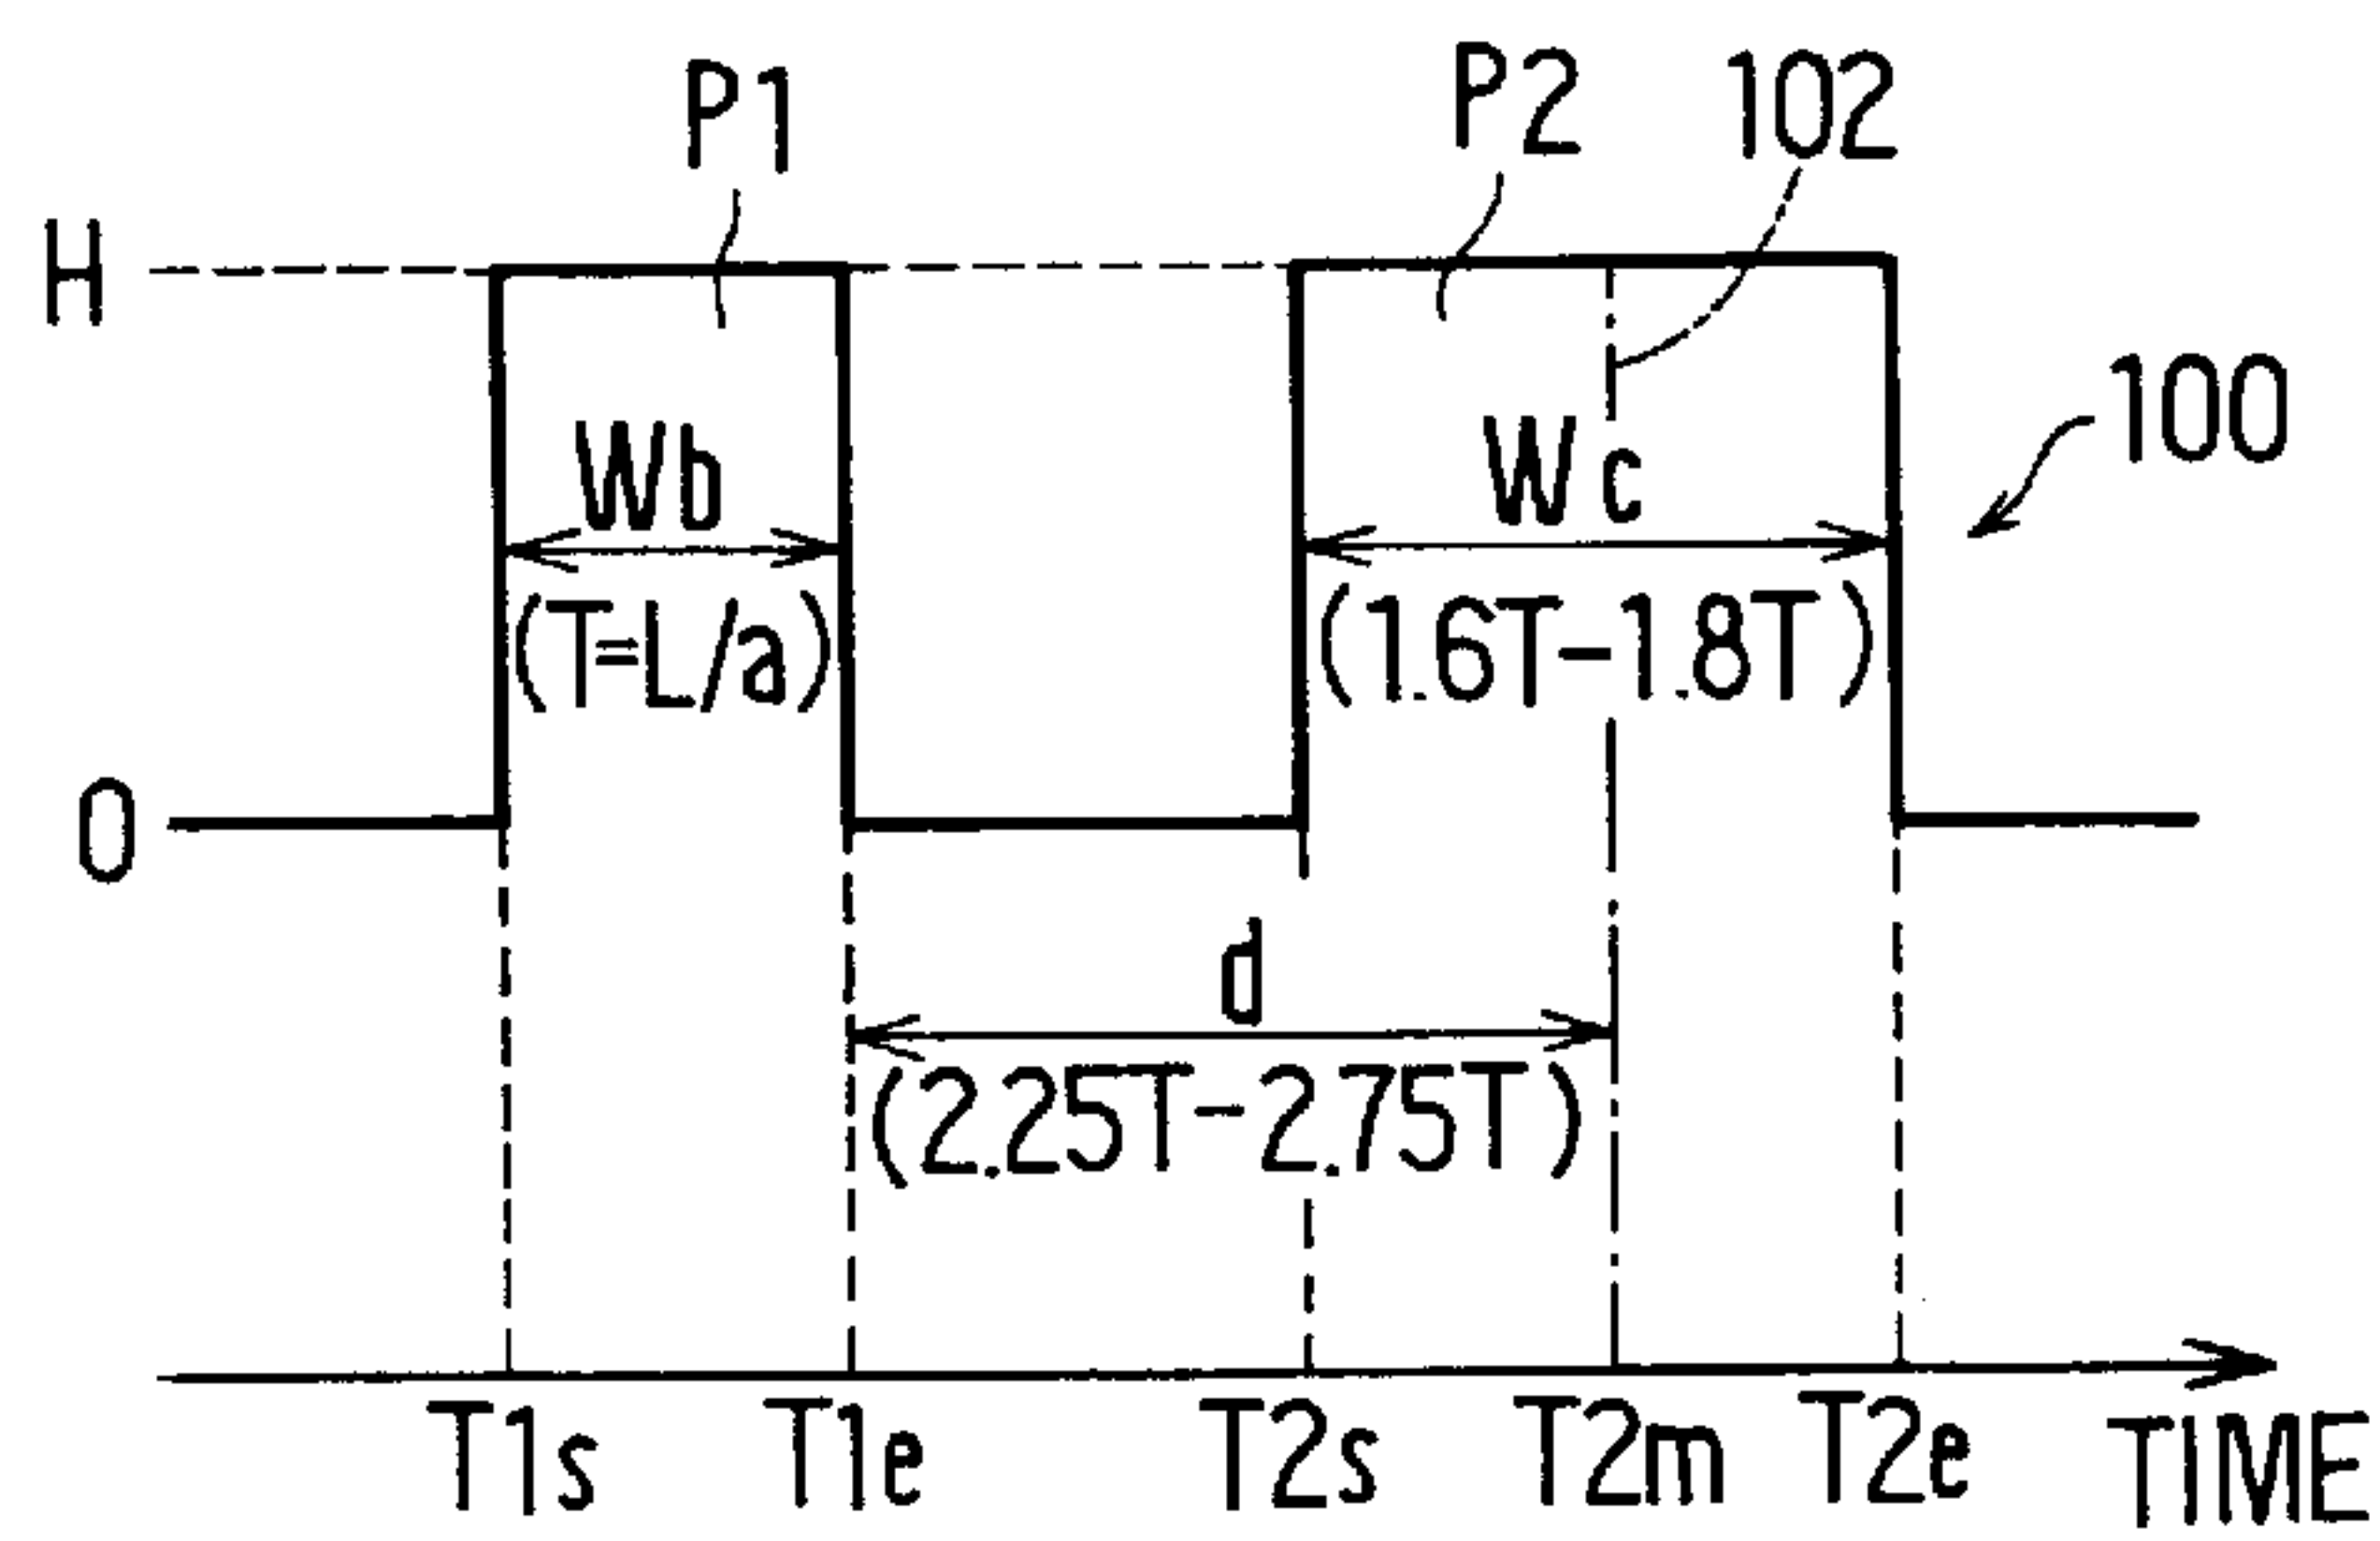 P1
P2
102
H
100
Wb
Wc
(T=L/a)
(1.6T-1.8T)
0
d
(2.25T-2.75T)
T1s
T1e
T2s
T2m
T2e
TIME